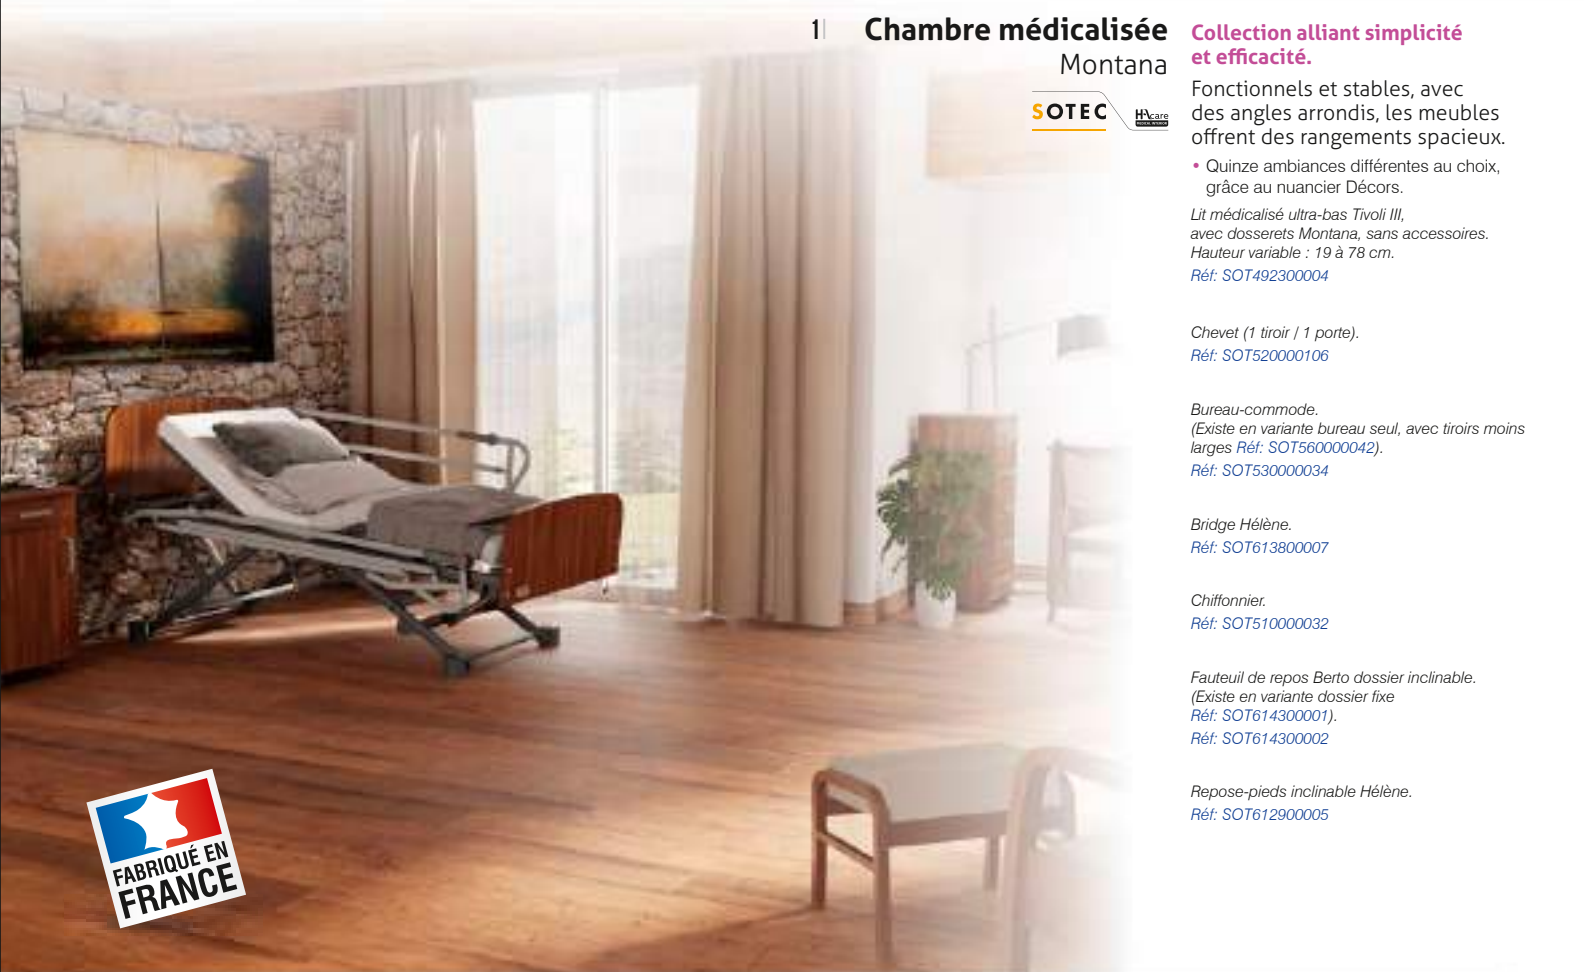 1
Chambre médicalisée
Montana
SOTEC
HAcare
MEDICAL INTERIOR
Collection alliant simplicité
et efficacité.
Fonctionnels et stables, avec
des angles arrondis, les meubles
offrent des rangements spacieux.
• Quinze ambiances différentes au choix,
grâce au nuancier Décors.
Lit médicalisé ultra-bas Tivoli III,
avec dosserets Montana, sans accessoires.
Hauteur variable : 19 à 78 cm.
Réf: SOT492300004
Chevet (1 tiroir / 1 porte).
Réf: SOT520000106
Bureau-commode.
(Existe en variante bureau seul, avec tiroirs moins
larges Réf: SOT560000042).
Réf: SOT530000034
Bridge Hélène.
Réf: SOT613800007
Chiffonnier.
Réf: SOT510000032
Fauteuil de repos Berto dossier inclinable.
(Existe en variante dossier fixe
Réf: SOT614300001).
Réf: SOT614300002
Repose-pieds inclinable Hélène.
Réf: SOT612900005
FABRIQUÉ EN
FRANCE